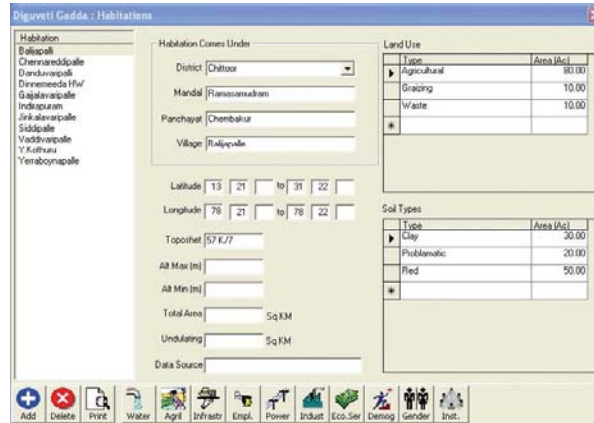 Diguveti Gadda : Habitations
Habitation
Balijapalli
Chennareddipalle
Danduvaripalli
Dinnemeeda HW
Gajjalavaripalle
Indrapuram
Jinkalavaripalle
Siddipalle
Vaddivaripalle
Y.Kothuru
Yerraboynapalle
Habitation Comes Under
District Chittoor
Mandal Ramasamudram
Panchayat Chembakur
Village Balijapalle
Latitude 13 21 to 31 22
Longitude 78 21 to 78 22
Toposhet 57 K/7
Alt Max (m)
Alt Min (m)
Total Area Sq KM
Undulating Sq KM
Data Source
Land Use
Type Area (Ac)
Agricultural 80.00
Graizing 10.00
Waste 10.00
Soil Types
Type Area (Ac)
Clay 30.00
Problamatic 20.00
Red 50.00
Add Delete Print Water Agril Infrastr Empl. Power Indust Eco.Ser Demog Gender Inst.